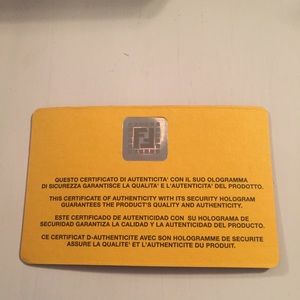 QUESTO CERTIFICATO DI AUTENTICITA' CON IL SUO OLOGRAMMA
DI SICUREZZA GARANTISCE LA QUALITA' E L'AUTENTICITA' DEL PRODOTTO.
THIS CERTIFICATE OF AUTHENTICITY WITH ITS SECURITY HOLOGRAM
GUARANTEES THE PRODUCT'S QUALITY AND AUTHENTICITY.
ESTE CERTIFICADO DE AUTENTICIDAD CON SU HOLOGRAMA DE
SEGURIDAD GARANTIZA LA CALIDAD Y LA AUTENTICIDAD DEL PRODUCTO.
CE CERTIFICAT D-AUTHENTICITE AVEC SON HOLOGRAMME DE SECURITE
ASSURE LA QUALITE' ET L'AUTHENTICITE DU PRODUIT.